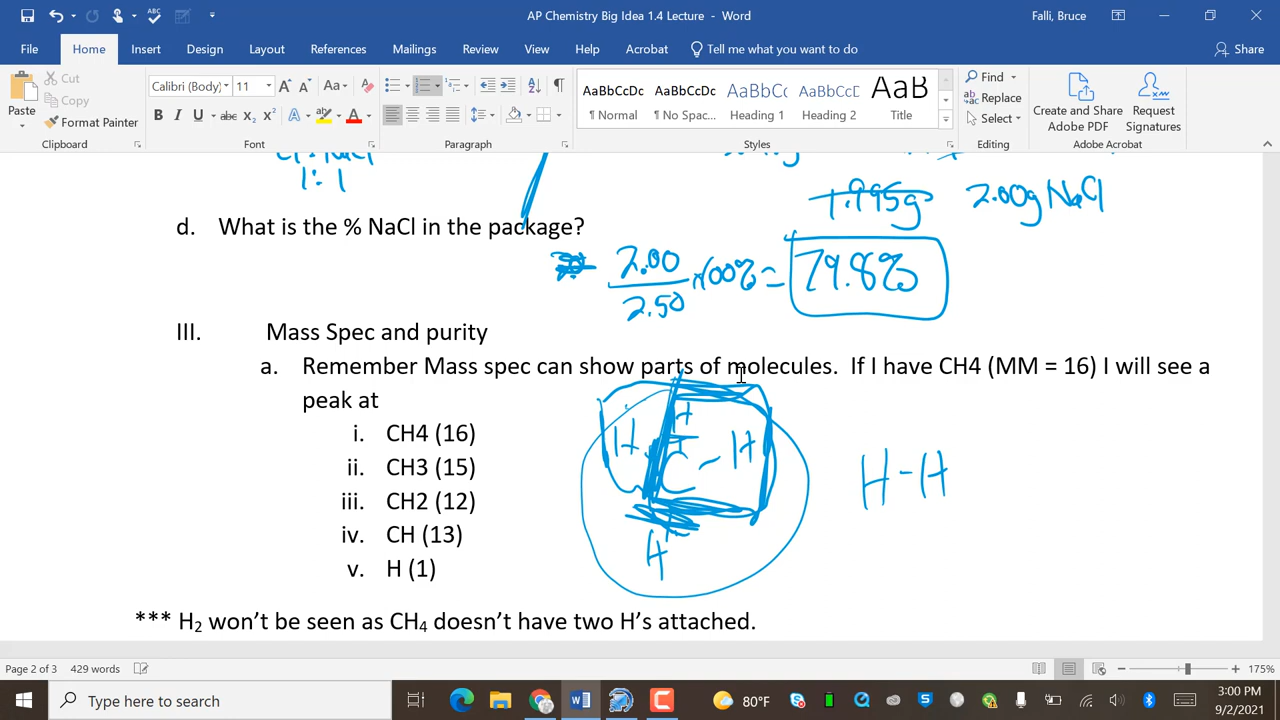 AP Chemistry Big Idea 1.4 Lecture - Word
Falli, Bruce
File Home Insert Design Layout References Mailings Review View Help Acrobat Tell me what you want to do Share
Paste
Cut
Copy
Format Painter
Clipboard
Calibri (Body) 11
Font
Paragraph
AaBbCcDc AaBbCcDc AaBbCc AaBbCcD AaB
¶ Normal ¶ No Spac... Heading 1 Heading 2 Title
Styles
Find
Replace
Select
Editing
Create and Share Adobe PDF
Request Signatures
Adobe Acrobat
1:1
1.995g 2.00g NaCl
d. What is the % NaCl in the package?
2.00
2.50
x100% = 79.8%
III. Mass Spec and purity
a. Remember Mass spec can show parts of molecules. If I have CH4 (MM = 16) I will see a
peak at
i. CH4 (16)
ii. CH3 (15)
iii. CH2 (12)
iv. CH (13)
v. H (1)
H
H C - H
H
H - H
*** H₂ won't be seen as CH₄ doesn't have two H's attached.
Page 2 of 3 429 words
175%
Type here to search
80°F
3:00 PM
9/2/2021